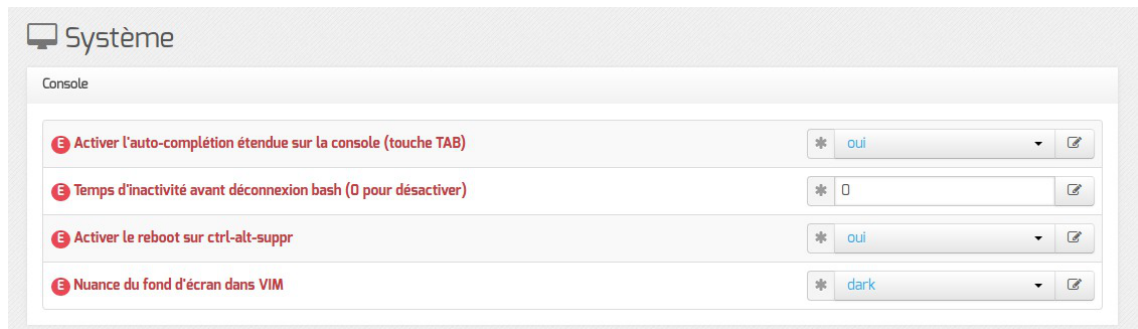 Système
Console
E Activer l'auto-complétion étendue sur la console (touche TAB)
* oui
E Temps d'inactivité avant déconnexion bash (0 pour désactiver)
* 0
E Activer le reboot sur ctrl-alt-suppr
* oui
E Nuance du fond d'écran dans VIM
* dark